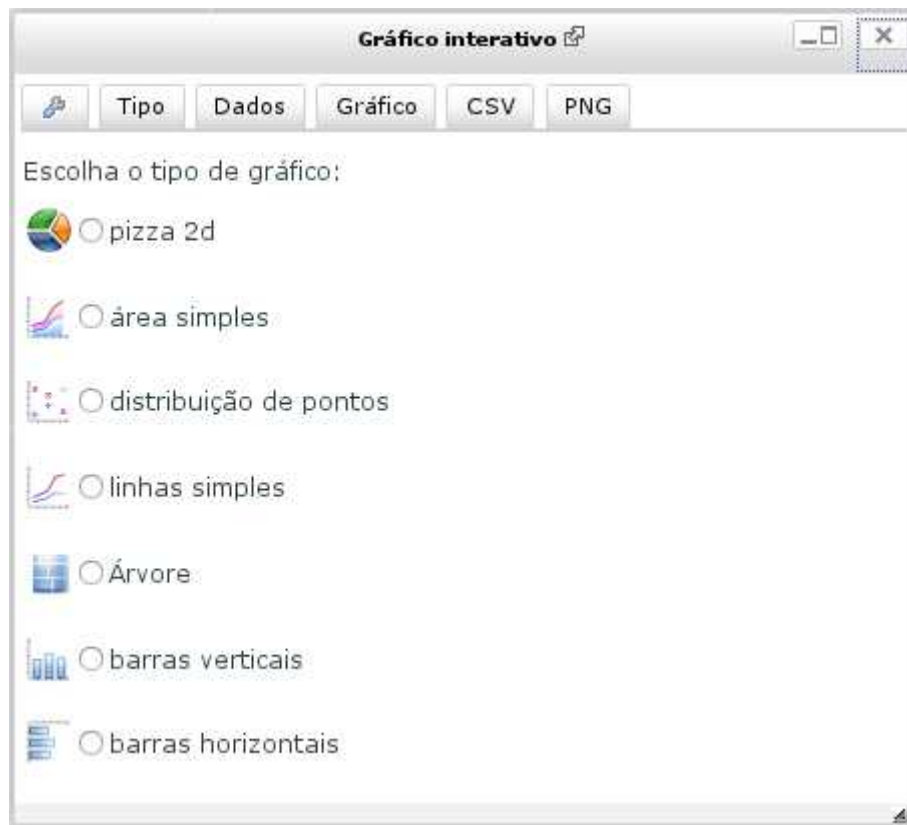 Gráfico interativo
Tipo Dados Gráfico CSV PNG
Escolha o tipo de gráfico:
pizza 2d
área simples
distribuição de pontos
linhas simples
Árvore
barras verticais
barras horizontais